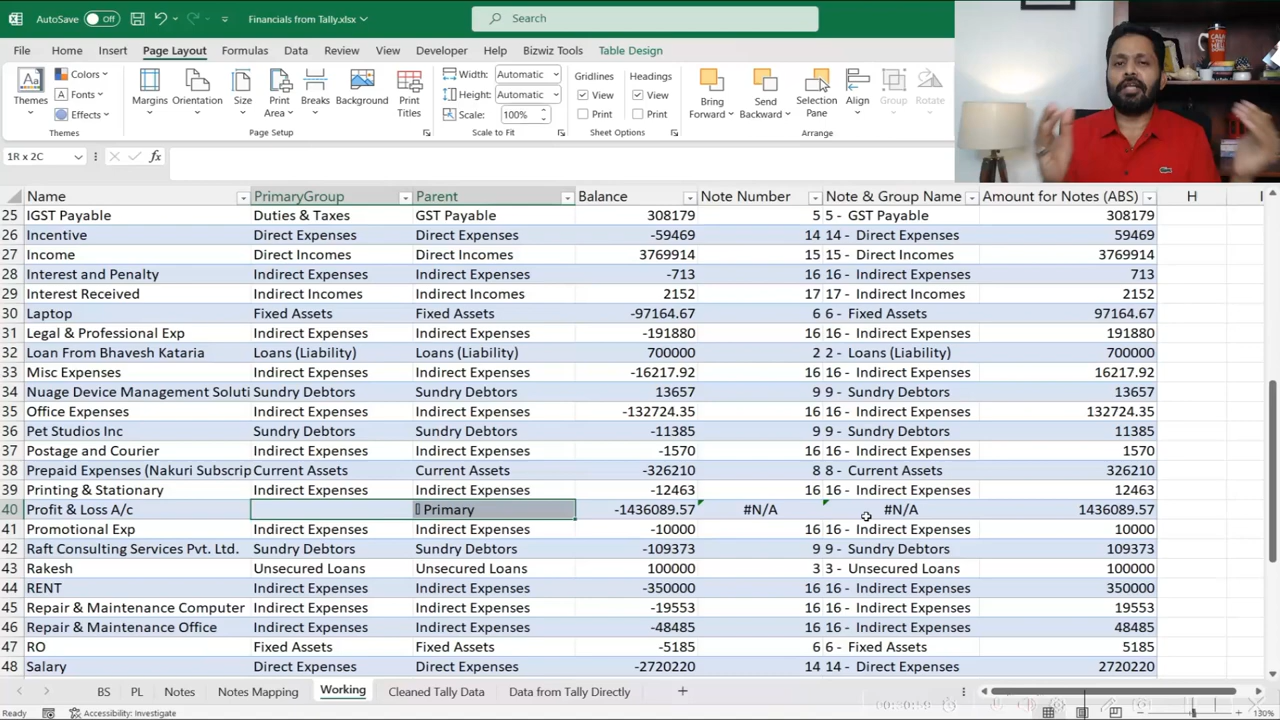 AutoSave Off Financials from Tally.xlsx Search
File Home Insert Page Layout Formulas Data Review View Developer Help Bizwiz Tools Table Design
Themes Colors Fonts Effects Margins Orientation Size Print Area Breaks Background Print Titles Width: Automatic Height: Automatic Scale: 100% Gridlines View Print Headings View Print Bring Forward Send Backward Selection Pane Align Group Rotate
Themes Page Setup Scale to Fit Sheet Options Arrange
1R x 2C fx
Name PrimaryGroup Parent Balance Note Number Note & Group Name Amount for Notes (ABS) H
25 IGST Payable Duties & Taxes GST Payable 308179 5 5 - GST Payable 308179
26 Incentive Direct Expenses Direct Expenses -59469 14 14 - Direct Expenses 59469
27 Income Direct Incomes Direct Incomes 3769914 15 15 - Direct Incomes 3769914
28 Interest and Penalty Indirect Expenses Indirect Expenses -713 16 16 - Indirect Expenses 713
29 Interest Received Indirect Incomes Indirect Incomes 2152 17 17 - Indirect Incomes 2152
30 Laptop Fixed Assets Fixed Assets -97164.67 6 6 - Fixed Assets 97164.67
31 Legal & Professional Exp Indirect Expenses Indirect Expenses -191880 16 16 - Indirect Expenses 191880
32 Loan From Bhavesh Kataria Loans (Liability) Loans (Liability) 700000 2 2 - Loans (Liability) 700000
33 Misc Expenses Indirect Expenses Indirect Expenses -16217.92 16 16 - Indirect Expenses 16217.92
34 Nuage Device Management Soluti Sundry Debtors Sundry Debtors 13657 9 9 - Sundry Debtors 13657
35 Office Expenses Indirect Expenses Indirect Expenses -132724.35 16 16 - Indirect Expenses 132724.35
36 Pet Studios Inc Sundry Debtors Sundry Debtors -11385 9 9 - Sundry Debtors 11385
37 Postage and Courier Indirect Expenses Indirect Expenses -1570 16 16 - Indirect Expenses 1570
38 Prepaid Expenses (Nakuri Subscrip Current Assets Current Assets -326210 8 8 - Current Assets 326210
39 Printing & Stationary Indirect Expenses Indirect Expenses -12463 16 16 - Indirect Expenses 12463
40 Profit & Loss A/c Primary -1436089.57 #N/A #N/A 1436089.57
41 Promotional Exp Indirect Expenses Indirect Expenses -10000 16 16 - Indirect Expenses 10000
42 Raft Consulting Services Pvt. Ltd. Sundry Debtors Sundry Debtors -109373 9 9 - Sundry Debtors 109373
43 Rakesh Unsecured Loans Unsecured Loans 100000 3 3 - Unsecured Loans 100000
44 RENT Indirect Expenses Indirect Expenses -350000 16 16 - Indirect Expenses 350000
45 Repair & Maintenance Computer Indirect Expenses Indirect Expenses -19553 16 16 - Indirect Expenses 19553
46 Repair & Maintenance Office Indirect Expenses Indirect Expenses -48485 16 16 - Indirect Expenses 48485
47 RO Fixed Assets Fixed Assets -5185 6 6 - Fixed Assets 5185
48 Salary Direct Expenses Direct Expenses -2720220 14 14 - Direct Expenses 2720220
BS PL Notes Notes Mapping Working Cleaned Tally Data Data from Tally Directly
Ready Accessibility: Investigate 130%